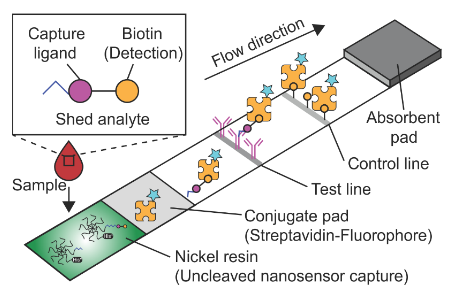 Capture
ligand
Biotin
(Detection)
Shed analyte
Flow direction
Absorbent
pad
Control line
Test line
Sample
Conjugate pad
(Streptavidin-Fluorophore)
Nickel resin
(Uncleaved nanosensor capture)